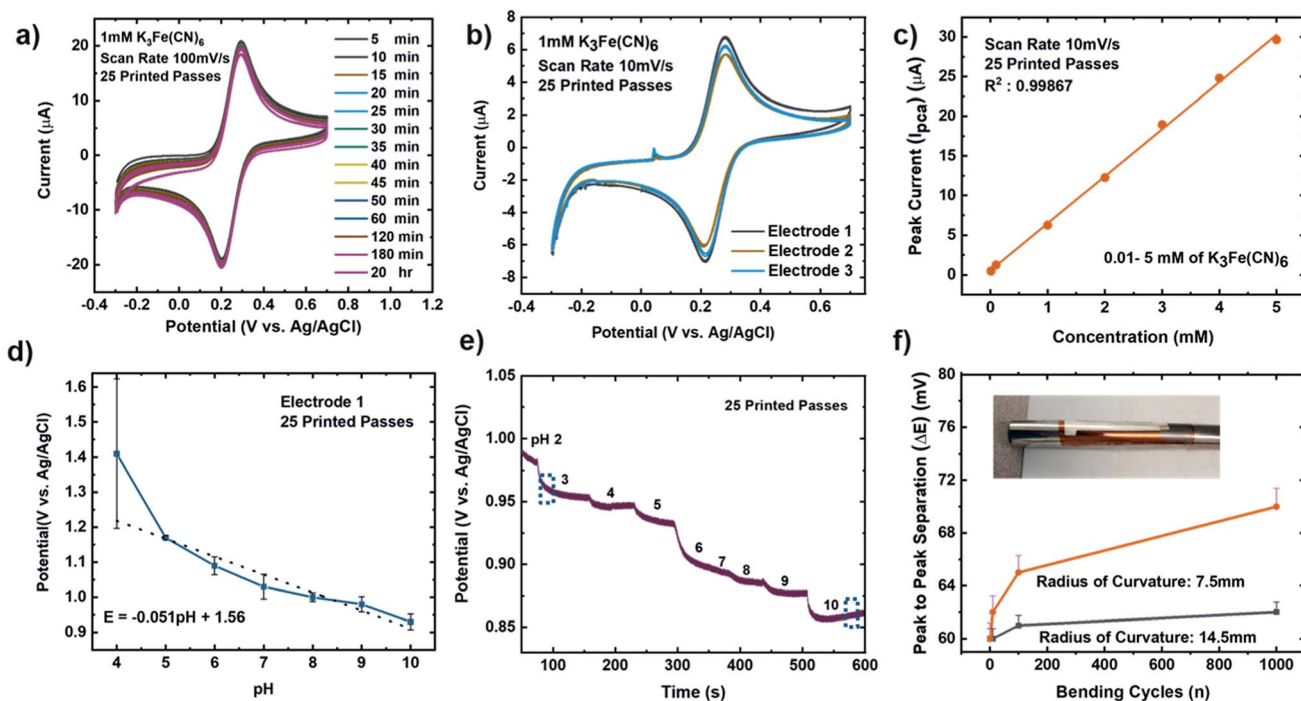 a)
1mM K₃Fe(CN)₆
Scan Rate 100mV/s
25 Printed Passes
5 min
10 min
15 min
20 min
25 min
30 min
35 min
40 min
45 min
50 min
60 min
120 min
180 min
20 hr
20
10
0
-10
-20
Current (µA)
-0.4 -0.2 0.0 0.2 0.4 0.6 0.8 1.0 1.2
Potential (V vs. Ag/AgCl)
b)
1mM K₃Fe(CN)₆
Scan Rate 10mV/s
25 Printed Passes
Electrode 1
Electrode 2
Electrode 3
8
6
4
2
0
-2
-4
-6
-8
Current (µA)
-0.4 -0.2 0.0 0.2 0.4 0.6
Potential (V vs. Ag/AgCl)
c)
Scan Rate 10mV/s
25 Printed Passes
R² : 0.99867
0.01- 5 mM of K₃Fe(CN)₆
30
25
20
15
10
5
0
Peak Current (Ipca) (µA)
0 1 2 3 4 5
Concentration (mM)
d)
Electrode 1
25 Printed Passes
E = -0.051pH + 1.56
1.6
1.5
1.4
1.3
1.2
1.1
1.0
0.9
Potential(V vs. Ag/AgCl)
4 5 6 7 8 9 10
pH
e)
25 Printed Passes
pH 2
3
4
5
6
7
8
9
10
1.05
1.00
0.95
0.90
0.85
Potential (V vs. Ag/AgCl)
100 200 300 400 500 600
Time (s)
f)
Radius of Curvature: 7.5mm
Radius of Curvature: 14.5mm
80
76
72
68
64
60
Peak to Peak Separation (ΔE) (mV)
0 200 400 600 800 1000
Bending Cycles (n)